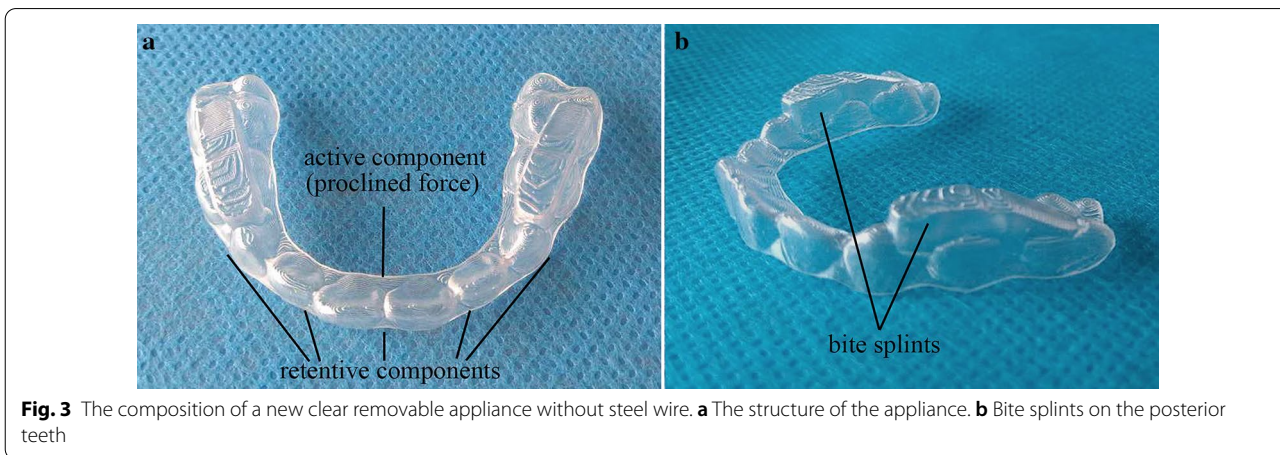 a
active component
(proclined force)
retentive components
b
bite splints
Fig. 3 The composition of a new clear removable appliance without steel wire. a The structure of the appliance. b Bite splints on the posterior
teeth